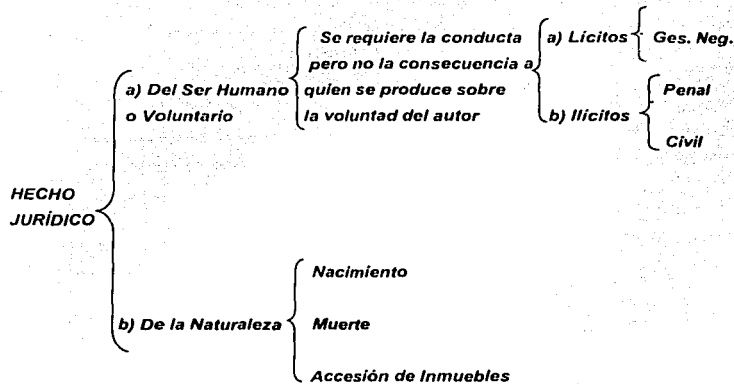 HECHO
JURÍDICO
a) Del Ser Humano
o Voluntario
Se requiere la conducta
pero no la consecuencia a
quien se produce sobre
la voluntad del autor
a) Lícitos
Ges. Neg.
b) Ilícitos
Penal
Civil
b) De la Naturaleza
Nacimiento
Muerte
Accesión de Inmuebles